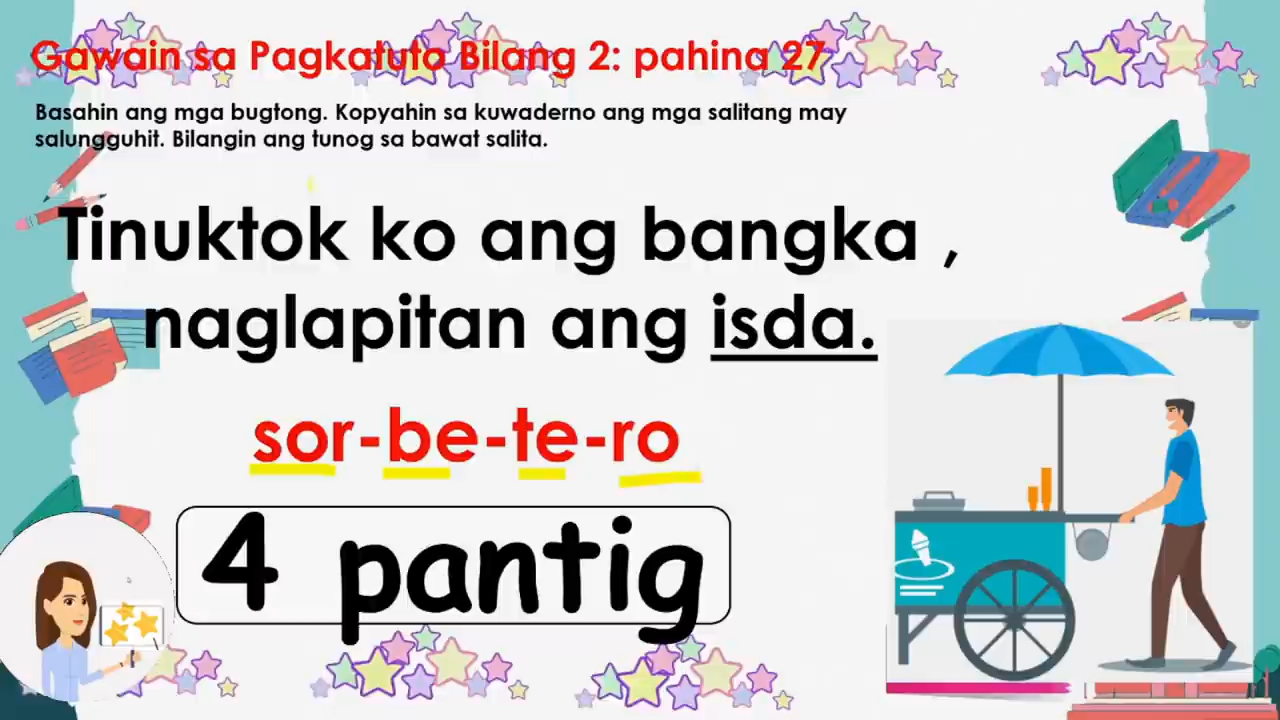 Gawain sa Pagkatuto Bilang 2: pahina 27
Basahin ang mga bugtong. Kopyahin sa kuwaderno ang mga salitang may
salungguhit. Bilangin ang tunog sa bawat salita.
Tinuktok ko ang bangka ,
naglapitan ang isda.
sor-be-te-ro
4 pantig